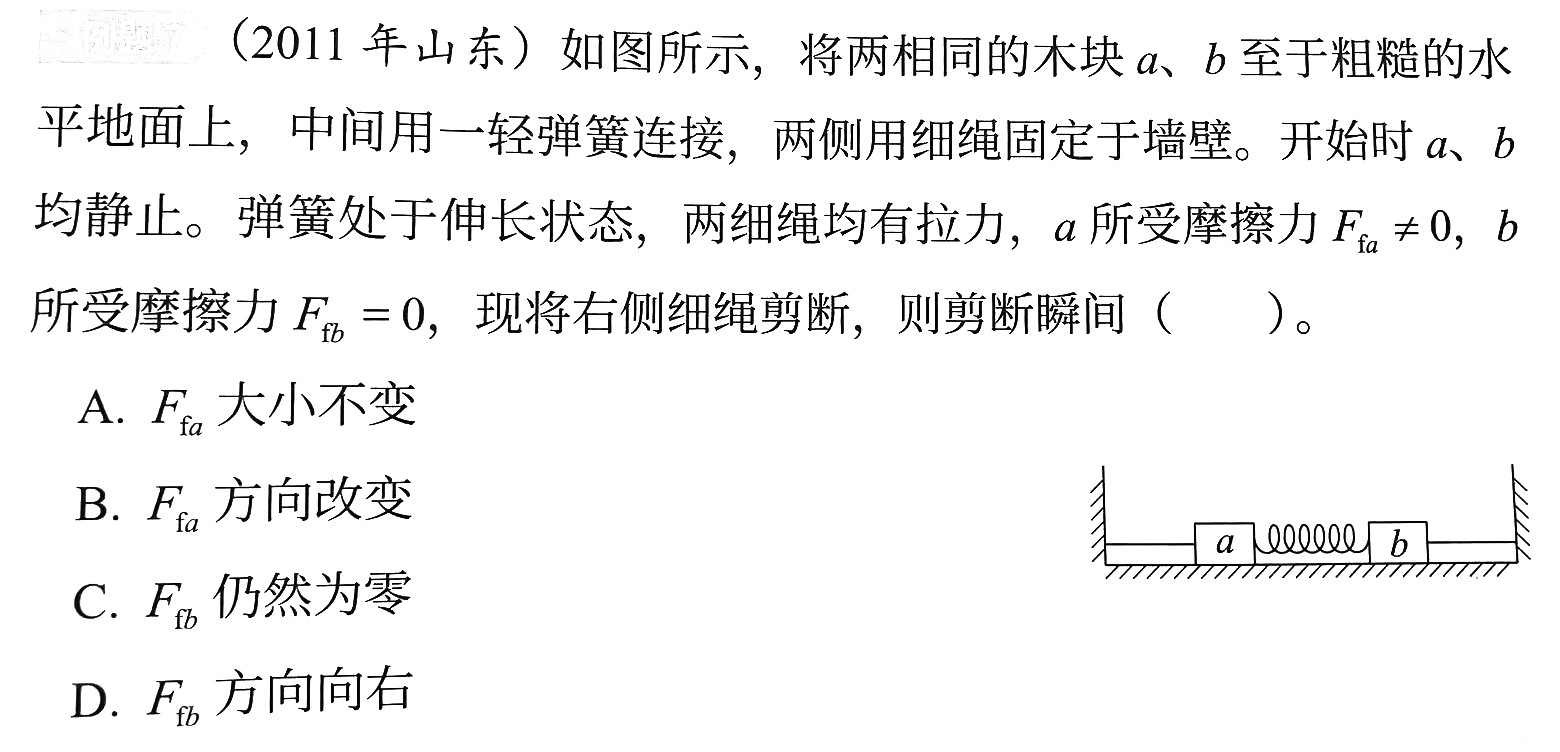 （2011 年山东）如图所示，将两相同的木块 a、b 至于粗糙的水
平地面上，中间用一轻弹簧连接，两侧用细绳固定于墙壁。开始时 a、b
均静止。弹簧处于伸长状态，两细绳均有拉力，a 所受摩擦力 F_{fa} ≠ 0，b
所受摩擦力 F_{fb} = 0，现将右侧细绳剪断，则剪断瞬间（　　）。
A. F_{fa} 大小不变
B. F_{fa} 方向改变
C. F_{fb} 仍然为零
D. F_{fb} 方向向右
a b